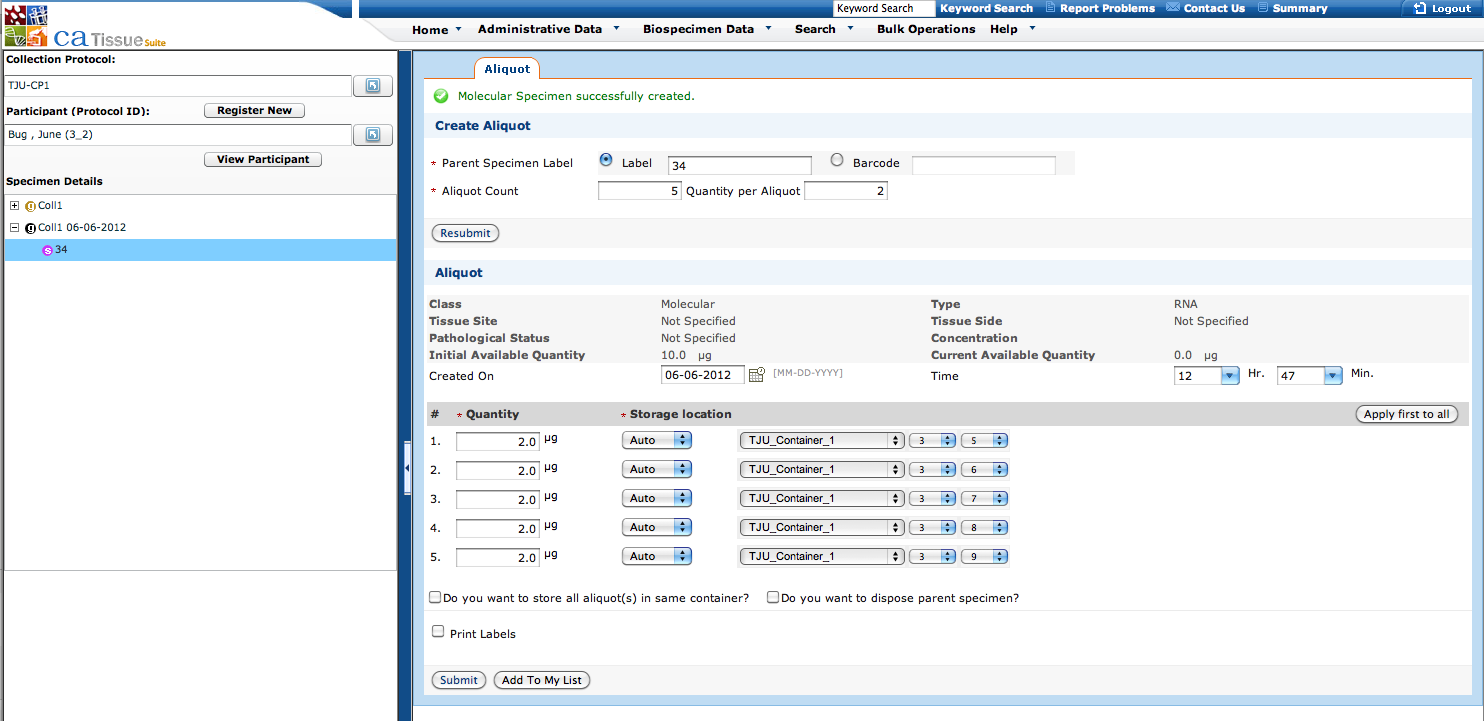 Keyword Search Keyword Search Report Problems Contact Us Summary Logout
ca Tissue Suite
Home Administrative Data Biospecimen Data Search Bulk Operations Help
Collection Protocol:
TJU-CP1
Participant (Protocol ID): Register New
Bug , June (3_2)
View Participant
Specimen Details
Coll1
Coll1 06-06-2012
S 34
Aliquot
Molecular Specimen successfully created.
Create Aliquot
* Parent Specimen Label Label 34 Barcode
* Aliquot Count 5 Quantity per Aliquot 2
Resubmit
Aliquot
Class Molecular Type RNA
Tissue Site Not Specified Tissue Side Not Specified
Pathological Status Not Specified Concentration
Initial Available Quantity 10.0 µg Current Available Quantity 0.0 µg
Created On 06-06-2012 [MM-DD-YYYY] Time 12 Hr. 47 Min.
# * Quantity * Storage location Apply first to all
1. 2.0 µg Auto TJU_Container_1 3 5
2. 2.0 µg Auto TJU_Container_1 3 6
3. 2.0 µg Auto TJU_Container_1 3 7
4. 2.0 µg Auto TJU_Container_1 3 8
5. 2.0 µg Auto TJU_Container_1 3 9
Do you want to store all aliquot(s) in same container? Do you want to dispose parent specimen?
Print Labels
Submit Add To My List